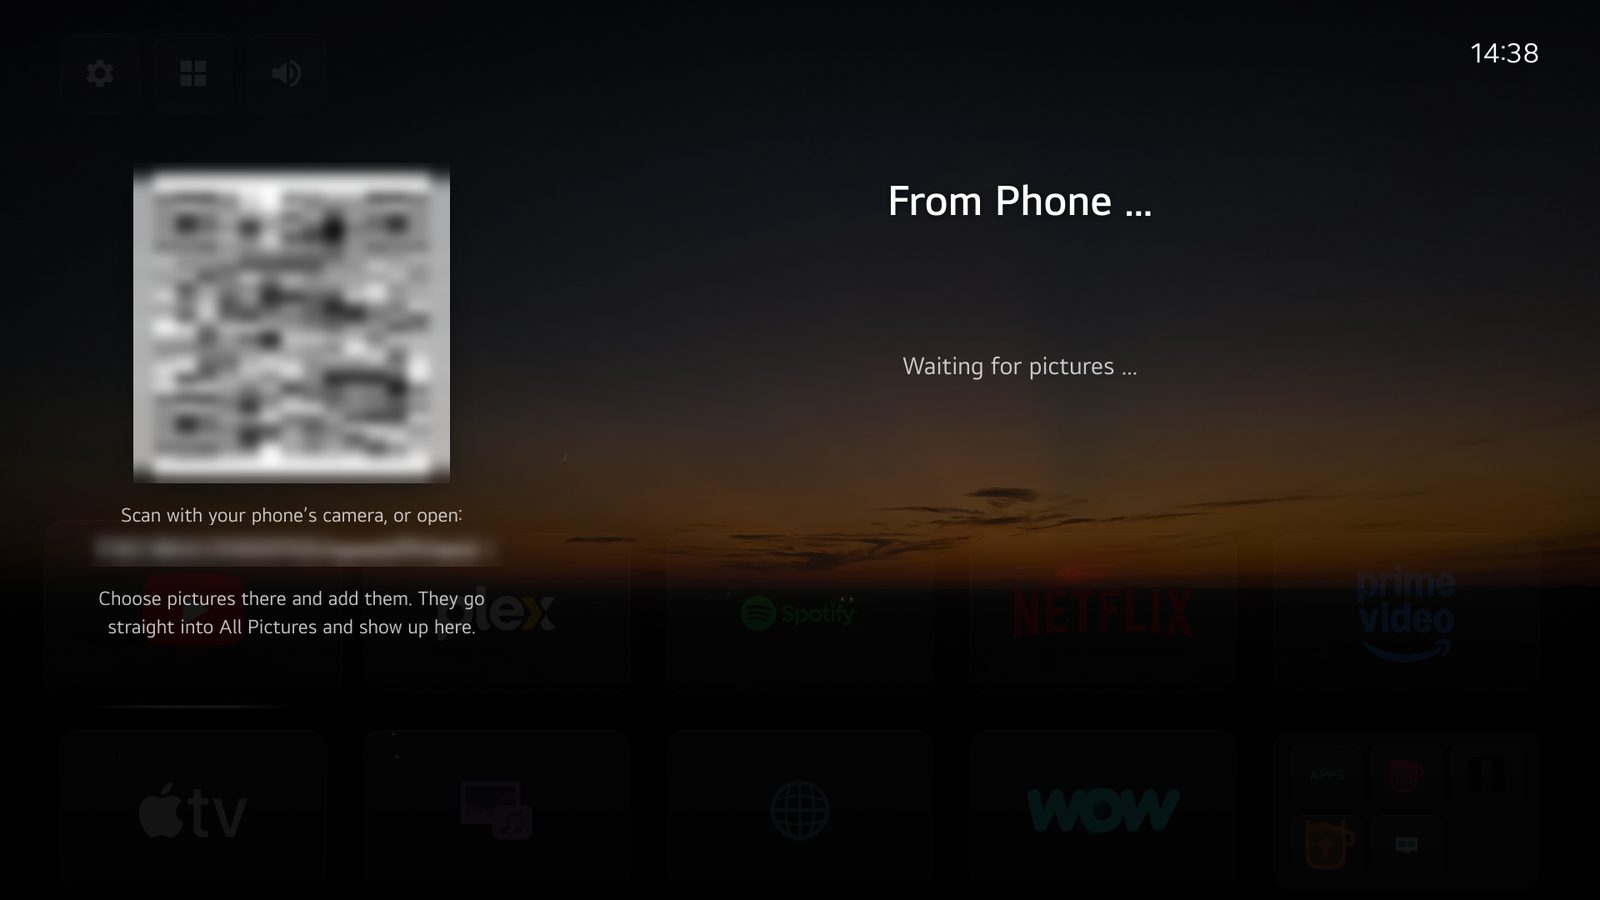 14:38
From Phone ...
Waiting for pictures ...
Scan with your phone's camera, or open:
Choose pictures there and add them. They go
straight into All Pictures and show up here.
plex
Spotify
NETFLIX
prime
video
tv
WOW
APPS